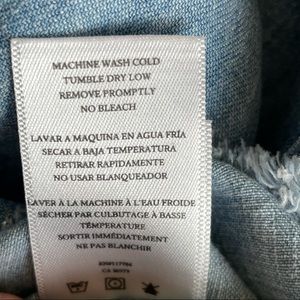 MACHINE WASH COLD
TUMBLE DRY LOW
REMOVE PROMPTLY
NO BLEACH
LAVAR A MAQUINA EN AGUA FRÍA
SECAR A BAJA TEMPERATURA
RETIRAR RAPIDAMENTE
NO USAR BLANQUEADOR
LAVER À LA MACHINE À L'EAU FROIDE
SÉCHER PAR CULBUTAGE À BASSE
TEMPÉRATURE
SORTIR IMMÉDIATEMENT
NE PAS BLANCHIR